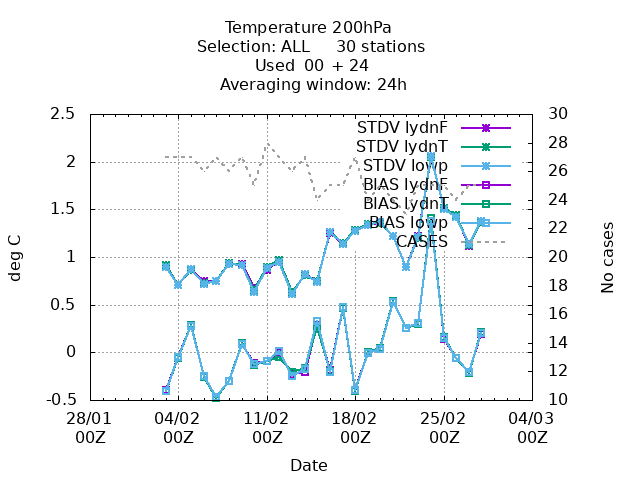 Temperature 200hPa
Selection: ALL     30 stations
Used  00  + 24
Averaging window: 24h
STDV lydnF
STDV lydnT
STDV lowp
BIAS lydnF
BIAS lydnT
BIAS lowp
CASES
2.5
2
1.5
1
0.5
0
-0.5
deg C
30
28
26
24
22
20
18
16
14
12
10
No cases
28/01 04/02 11/02 18/02 25/02 04/03
00Z 00Z 00Z 00Z 00Z 00Z
Date